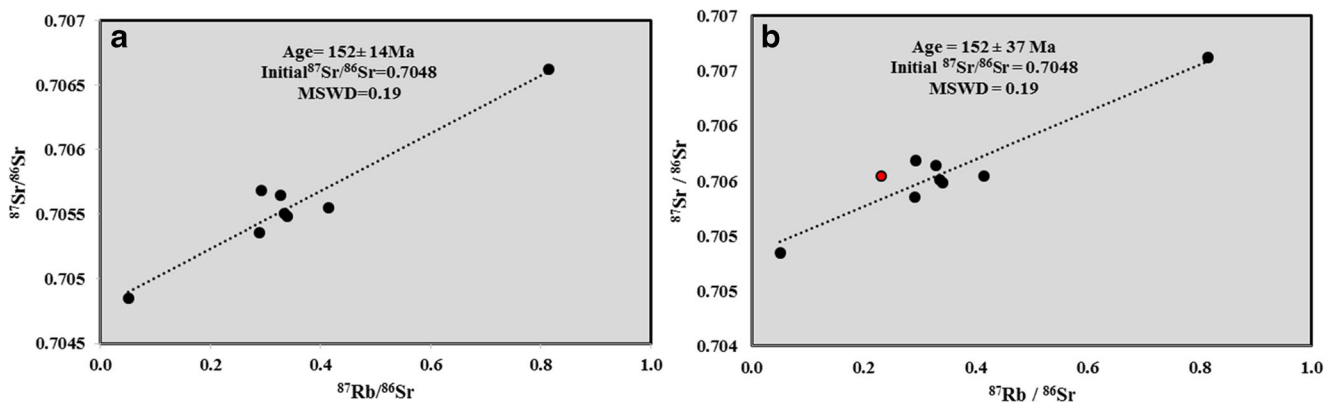 a
Age= 152± 14Ma
Initial⁸⁷Sr/⁸⁶Sr=0.7048
MSWD=0.19
0.707
0.7065
0.706
0.7055
0.705
0.7045
⁸⁷Sr/⁸⁶Sr
0.0 0.2 0.4 0.6 0.8 1.0
⁸⁷Rb/⁸⁶Sr
b
Age = 152 ± 37 Ma
Initial ⁸⁷Sr/⁸⁶Sr = 0.7048
MSWD = 0.19
0.707
0.707
0.706
0.706
0.705
0.705
0.704
⁸⁷Sr / ⁸⁶Sr
0.0 0.2 0.4 0.6 0.8 1.0
⁸⁷Rb / ⁸⁶Sr